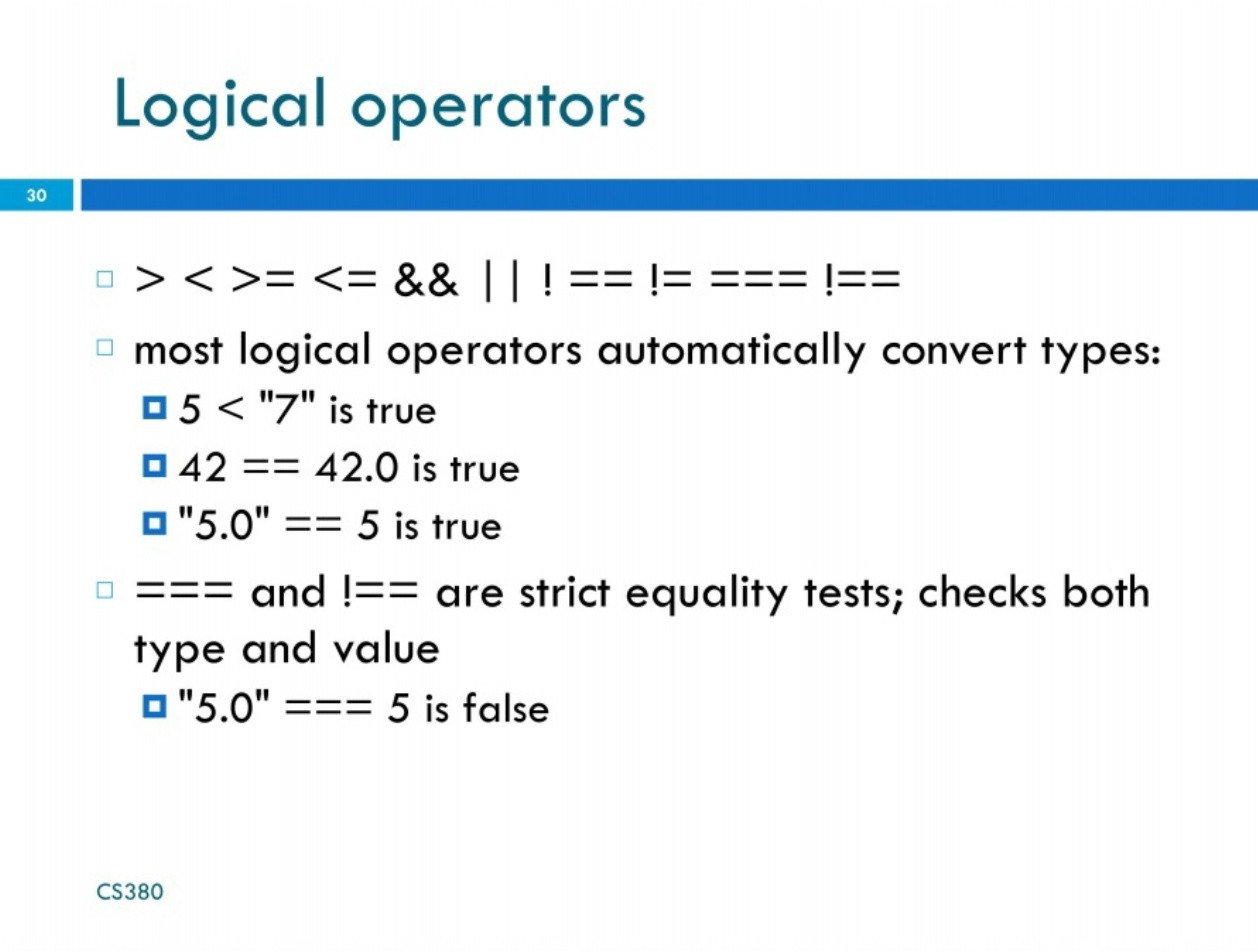 Logical operators
30
> < >= <= && || ! == != === !==
most logical operators automatically convert types:
5 < "7" is true
42 == 42.0 is true
"5.0" == 5 is true
=== and !== are strict equality tests; checks both
type and value
"5.0" === 5 is false
CS380